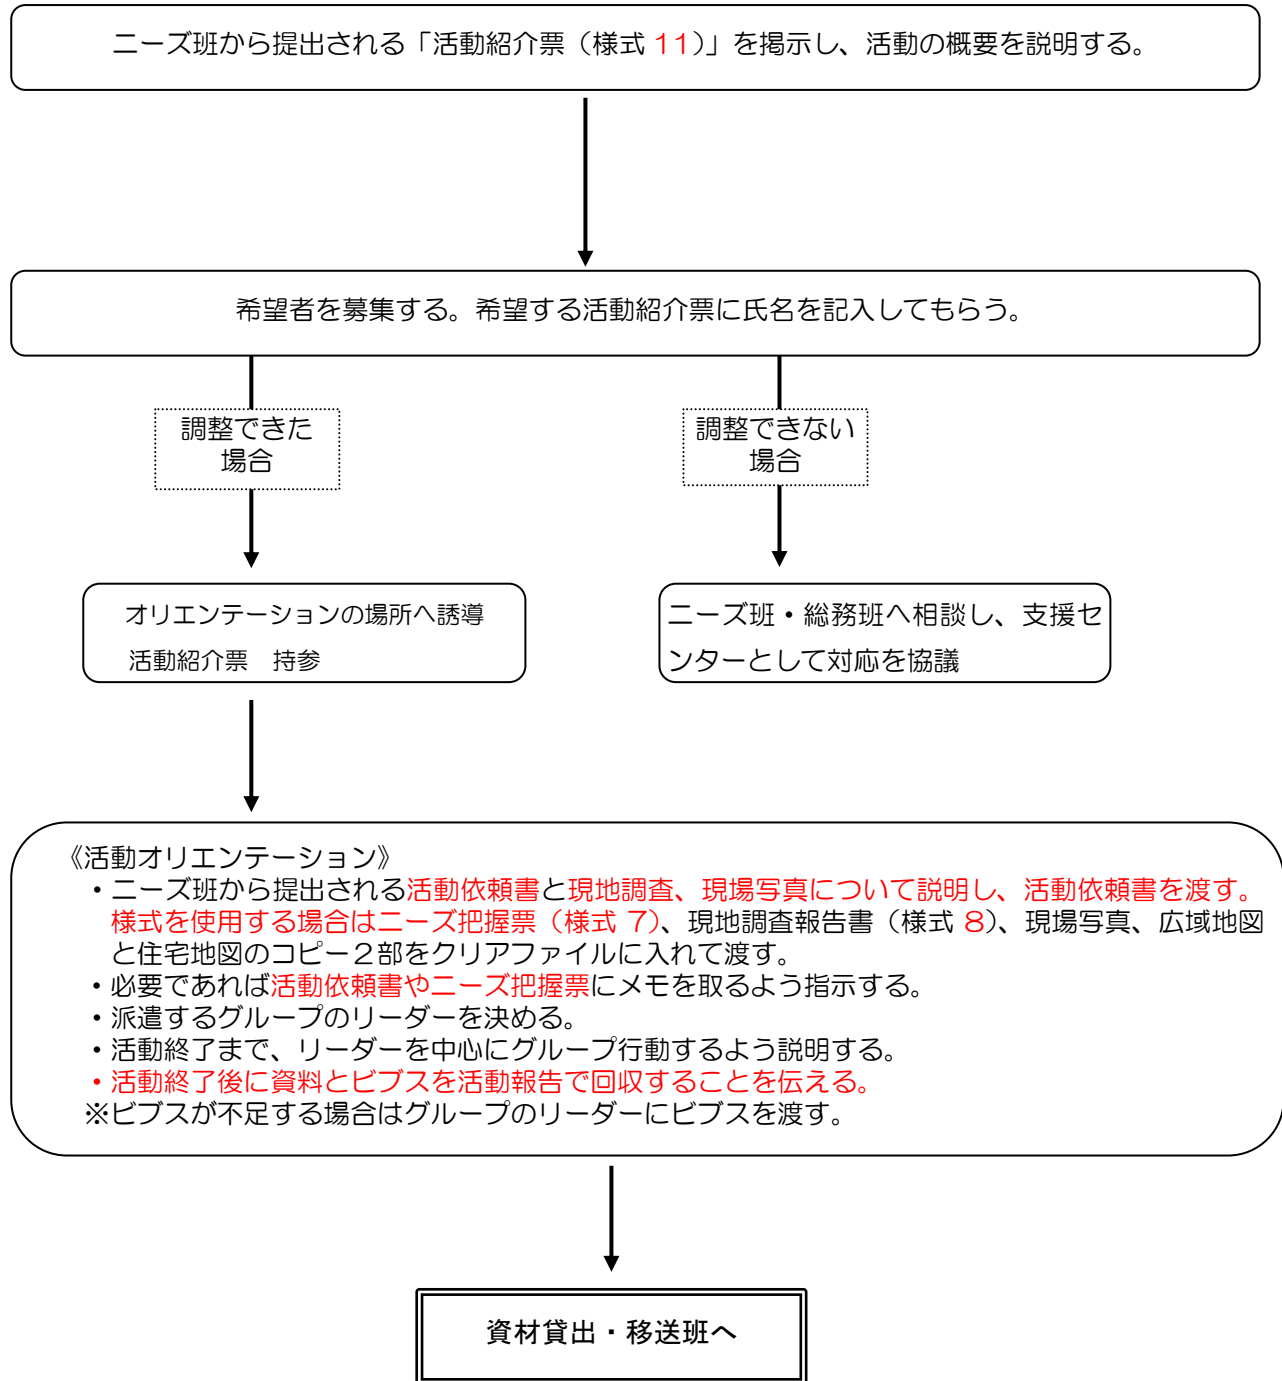 ニーズ班から提出される「活動紹介票（様式 11）」を掲示し、活動の概要を説明する。
希望者を募集する。希望する活動紹介票に氏名を記入してもらう。
調整できた
場合
調整できない
場合
オリエンテーションの場所へ誘導
活動紹介票　持参
ニーズ班・総務班へ相談し、支援セ
ンターとして対応を協議
《活動オリエンテーション》
・ニーズ班から提出される活動依頼書と現地調査、現場写真について説明し、活動依頼書を渡す。
様式を使用する場合はニーズ把握票（様式 7）、現地調査報告書（様式 8）、現場写真、広域地図
と住宅地図のコピー２部をクリアファイルに入れて渡す。
・必要であれば活動依頼書やニーズ把握票にメモを取るよう指示する。
・派遣するグループのリーダーを決める。
・活動終了まで、リーダーを中心にグループ行動するよう説明する。
・活動終了後に資料とビブスを活動報告で回収することを伝える。
※ビブスが不足する場合はグループのリーダーにビブスを渡す。
資材貸出・移送班へ